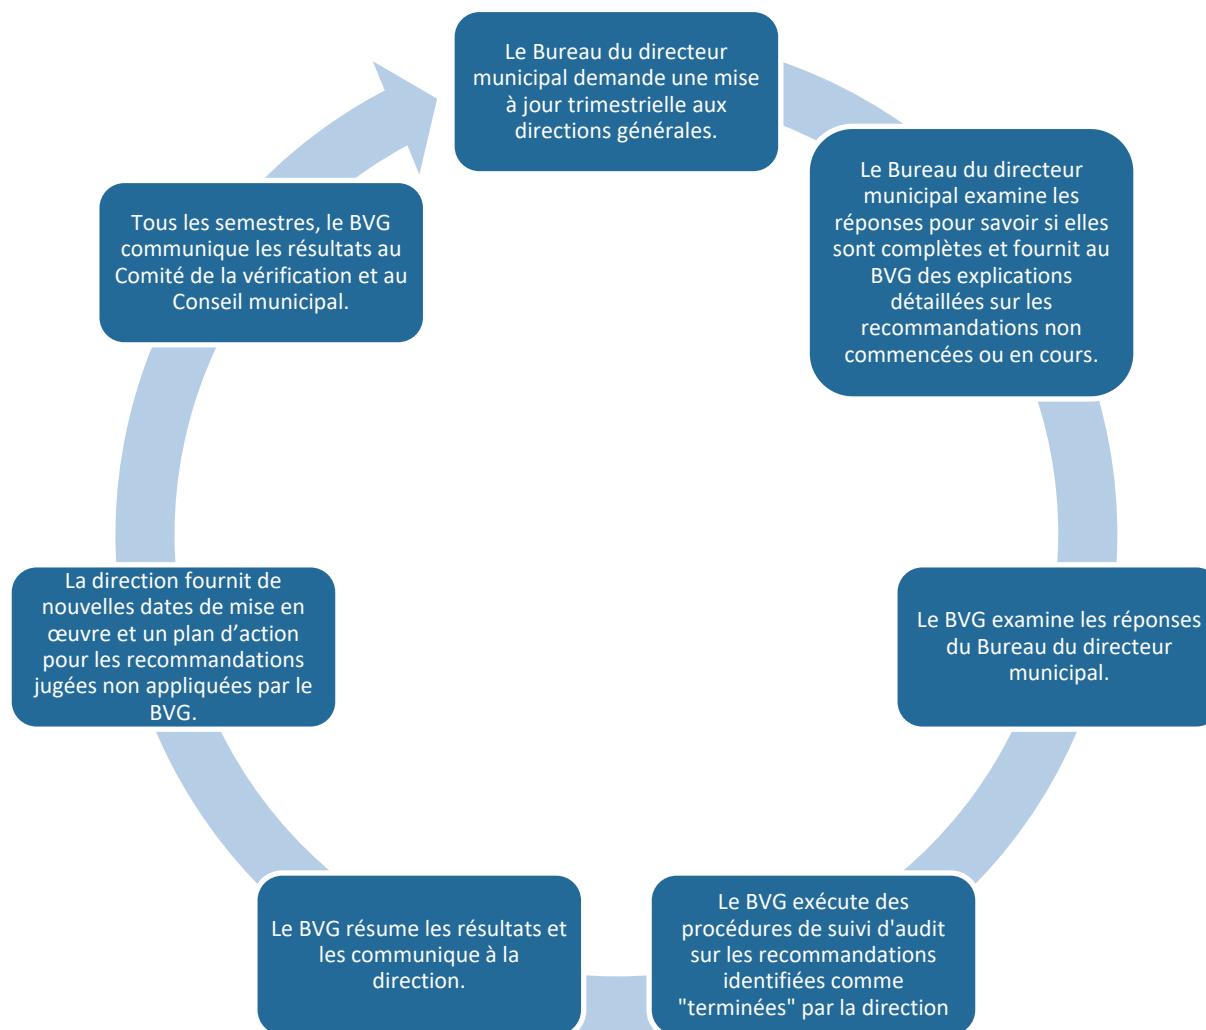 Le Bureau du directeur
municipal demande une mise
à jour trimestrielle aux
directions générales.
Le Bureau du directeur
municipal examine les
réponses pour savoir si elles
sont complètes et fournit au
BVG des explications
détaillées sur les
recommandations non
commencées ou en cours.
Le BVG examine les réponses
du Bureau du directeur
municipal.
Le BVG exécute des
procédures de suivi d'audit
sur les recommandations
identifiées comme
"terminées" par la direction
Le BVG résume les résultats et
les communique à la
direction.
La direction fournit de
nouvelles dates de mise en
œuvre et un plan d’action
pour les recommandations
jugées non appliquées par le
BVG.
Tous les semestres, le BVG
communique les résultats au
Comité de la vérification et au
Conseil municipal.